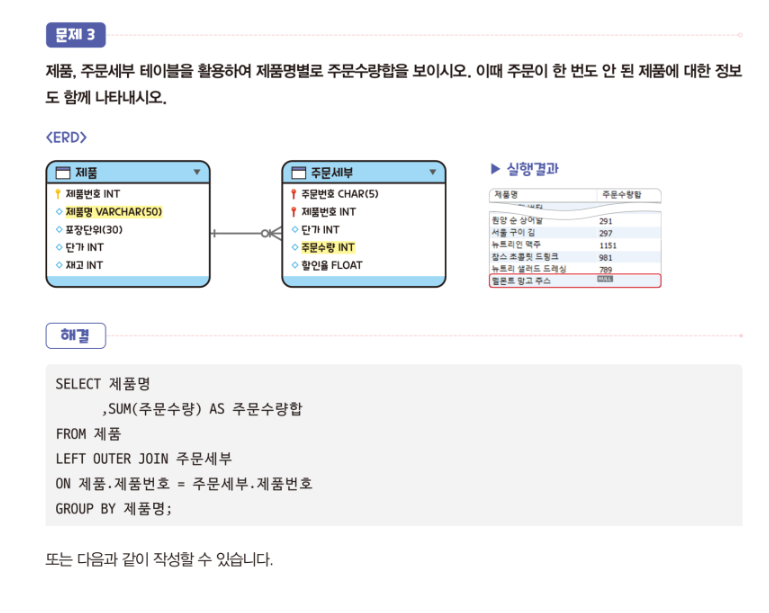 문제 3
제품, 주문세부 테이블을 활용하여 제품명별로 주문수량합을 보이시오. 이때 주문이 한 번도 안 된 제품에 대한 정보
도 함께 나타내시오.
<ERD>
제품
제품번호 INT
제품명 VARCHAR(50)
포장단위(30)
단가 INT
재고 INT
주문세부
주문번호 CHAR(5)
제품번호 INT
단가 INT
주문수량 INT
할인율 FLOAT
▶ 실행결과
제품명 주문수량합
원양 순 상어알 291
서울 구이 김 297
뉴트리인 맥주 1151
참스 초콜릿 드링크 981
뉴트리 샐러드 드레싱 789
필론트 망고 주스 NULL
해결
SELECT 제품명
,SUM(주문수량) AS 주문수량합
FROM 제품
LEFT OUTER JOIN 주문세부
ON 제품.제품번호 = 주문세부.제품번호
GROUP BY 제품명;
또는 다음과 같이 작성할 수 있습니다.